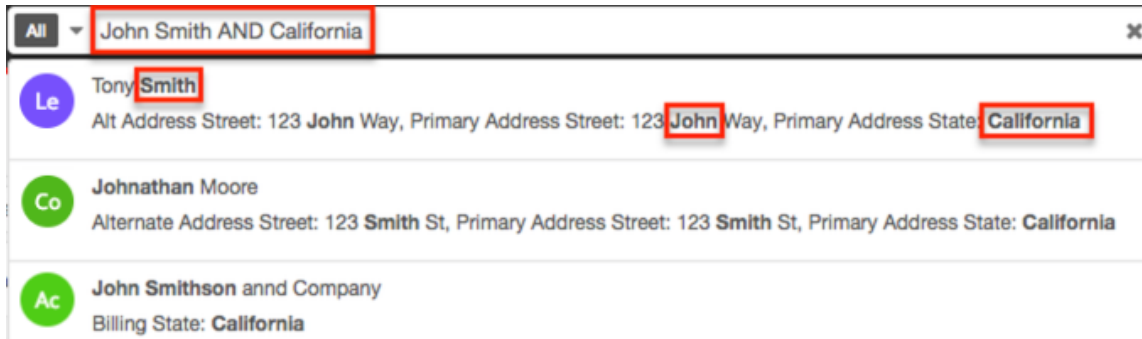 All John Smith AND California
Le
Tony Smith
Alt Address Street: 123 John Way, Primary Address Street: 123 John Way, Primary Address State: California
Co
Johnathan Moore
Alternate Address Street: 123 Smith St, Primary Address Street: 123 Smith St, Primary Address State: California
Ac
John Smithson annd Company
Billing State: California